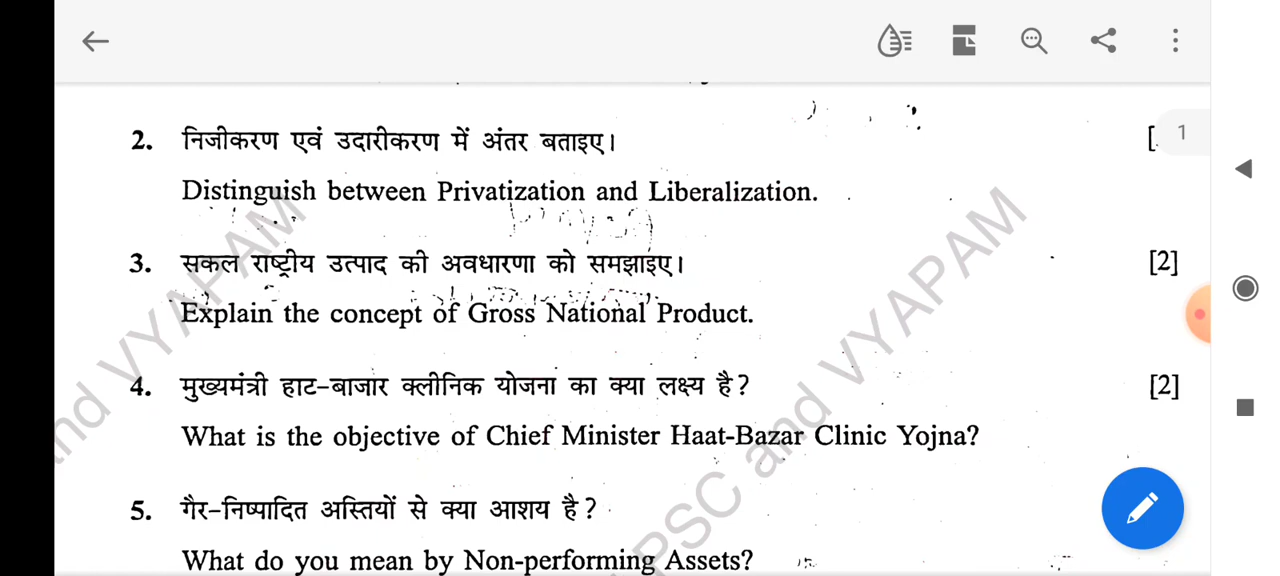 1
2. निजीकरण एवं उदारीकरण में अंतर बताइए।
Distinguish between Privatization and Liberalization.
3. सकल राष्ट्रीय उत्पाद की अवधारणा को समझाइए। [2]
Explain the concept of Gross National Product.
4. मुख्यमंत्री हाट-बाजार क्लीनिक योजना का क्या लक्ष्य है? [2]
What is the objective of Chief Minister Haat-Bazar Clinic Yojna?
5. गैर-निष्पादित अस्तियों से क्या आशय है?
What do you mean by Non-performing Assets?
and VYAPAM
PSC and VYAPAM